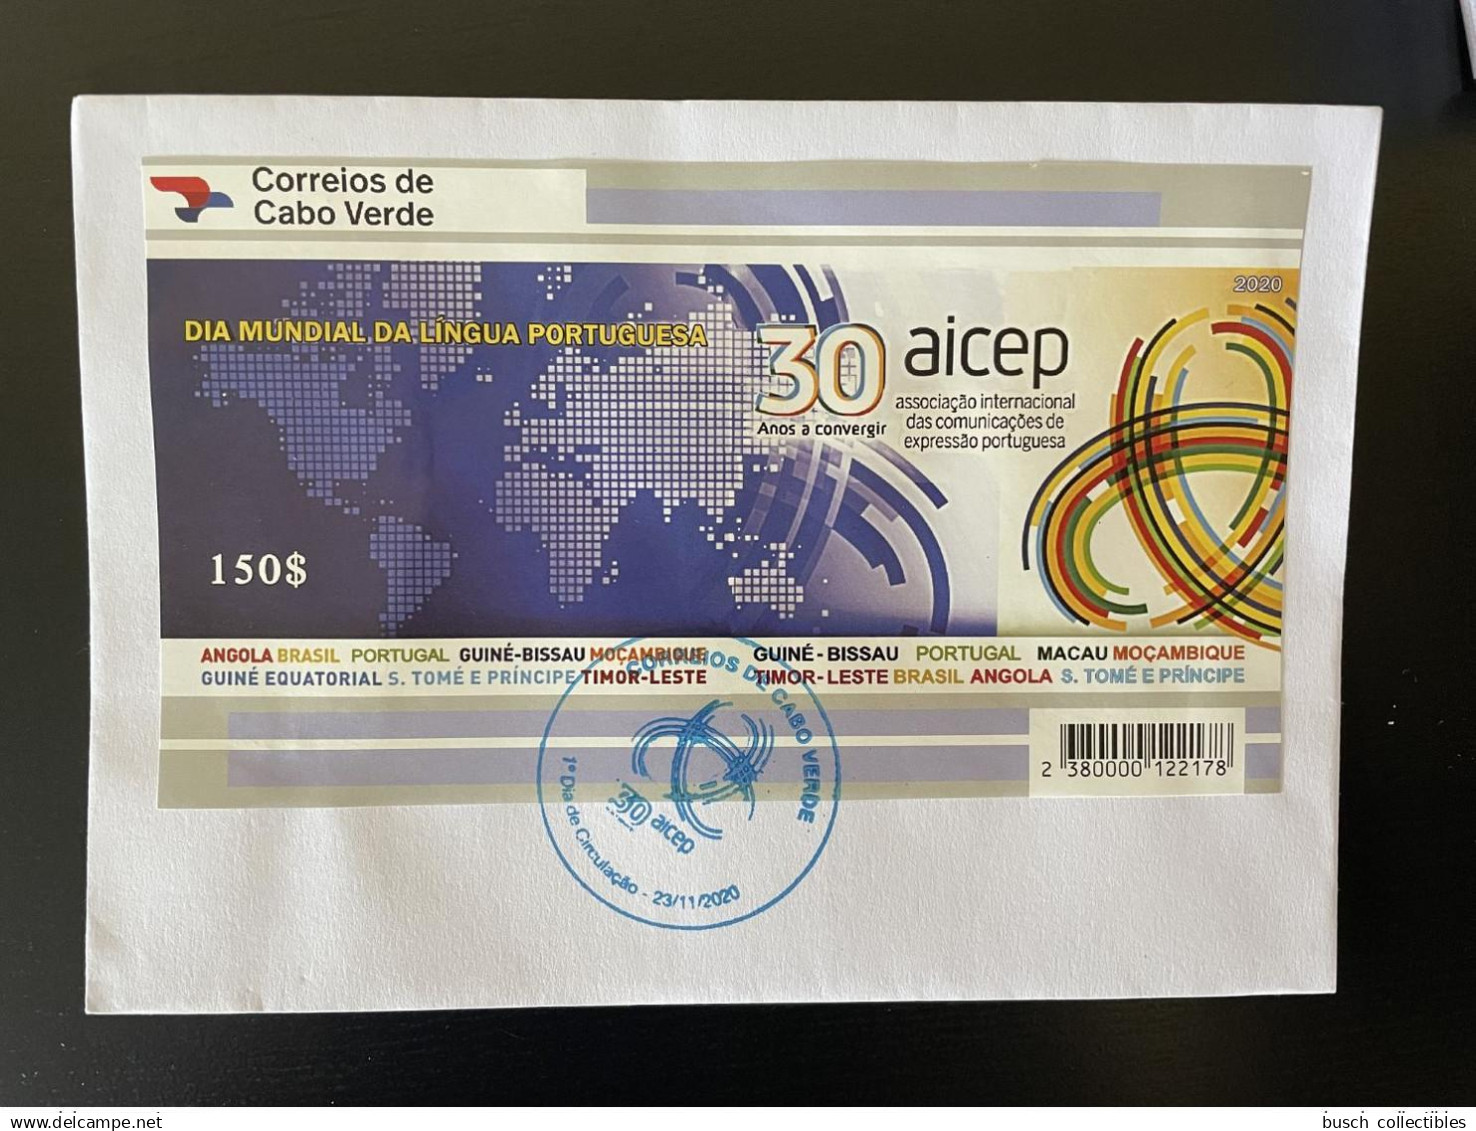 Correios de
Cabo Verde
2020
DIA MUNDIAL DA LÍNGUA PORTUGUESA
30
Anos a convergir
aicep
associação internacional
das comunicações de
expressão portuguesa
150$
ANGOLA BRASIL PORTUGAL GUINÉ-BISSAU MOÇAMBIQUE
GUINÉ EQUATORIAL S. TOMÉ E PRÍNCIPE TIMOR-LESTE
GUINÉ - BISSAU PORTUGAL MACAU MOÇAMBIQUE
TIMOR- LESTE BRASIL ANGOLA S. TOMÉ E PRÍNCIPE
2 380000 122178
CORREIOS DE CABO VERDE
30 aicep
1º Dia de Circulação - 23/11/2020
delcampe.net
busch collectibles